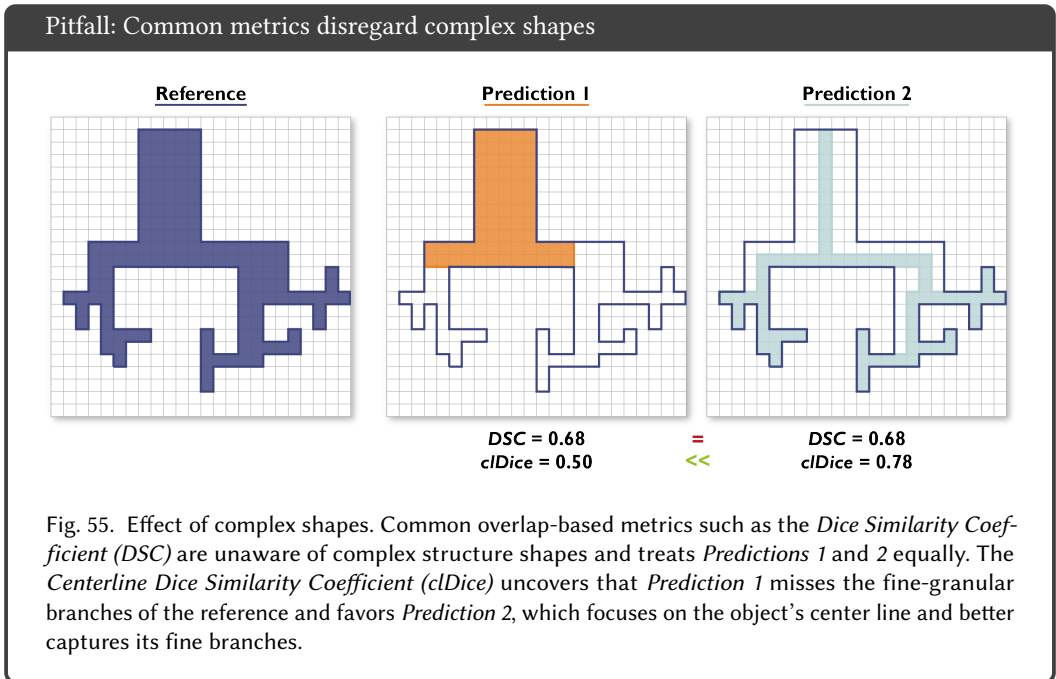 Pitfall: Common metrics disregard complex shapes
Reference
Prediction 1
Prediction 2
DSC = 0.68
=
DSC = 0.68
clDice = 0.50
<<
clDice = 0.78
Fig. 55. Effect of complex shapes. Common overlap-based metrics such as the Dice Similarity Coef-
ficient (DSC) are unaware of complex structure shapes and treats Predictions 1 and 2 equally. The
Centerline Dice Similarity Coefficient (clDice) uncovers that Prediction 1 misses the fine-granular
branches of the reference and favors Prediction 2, which focuses on the object's center line and better
captures its fine branches.